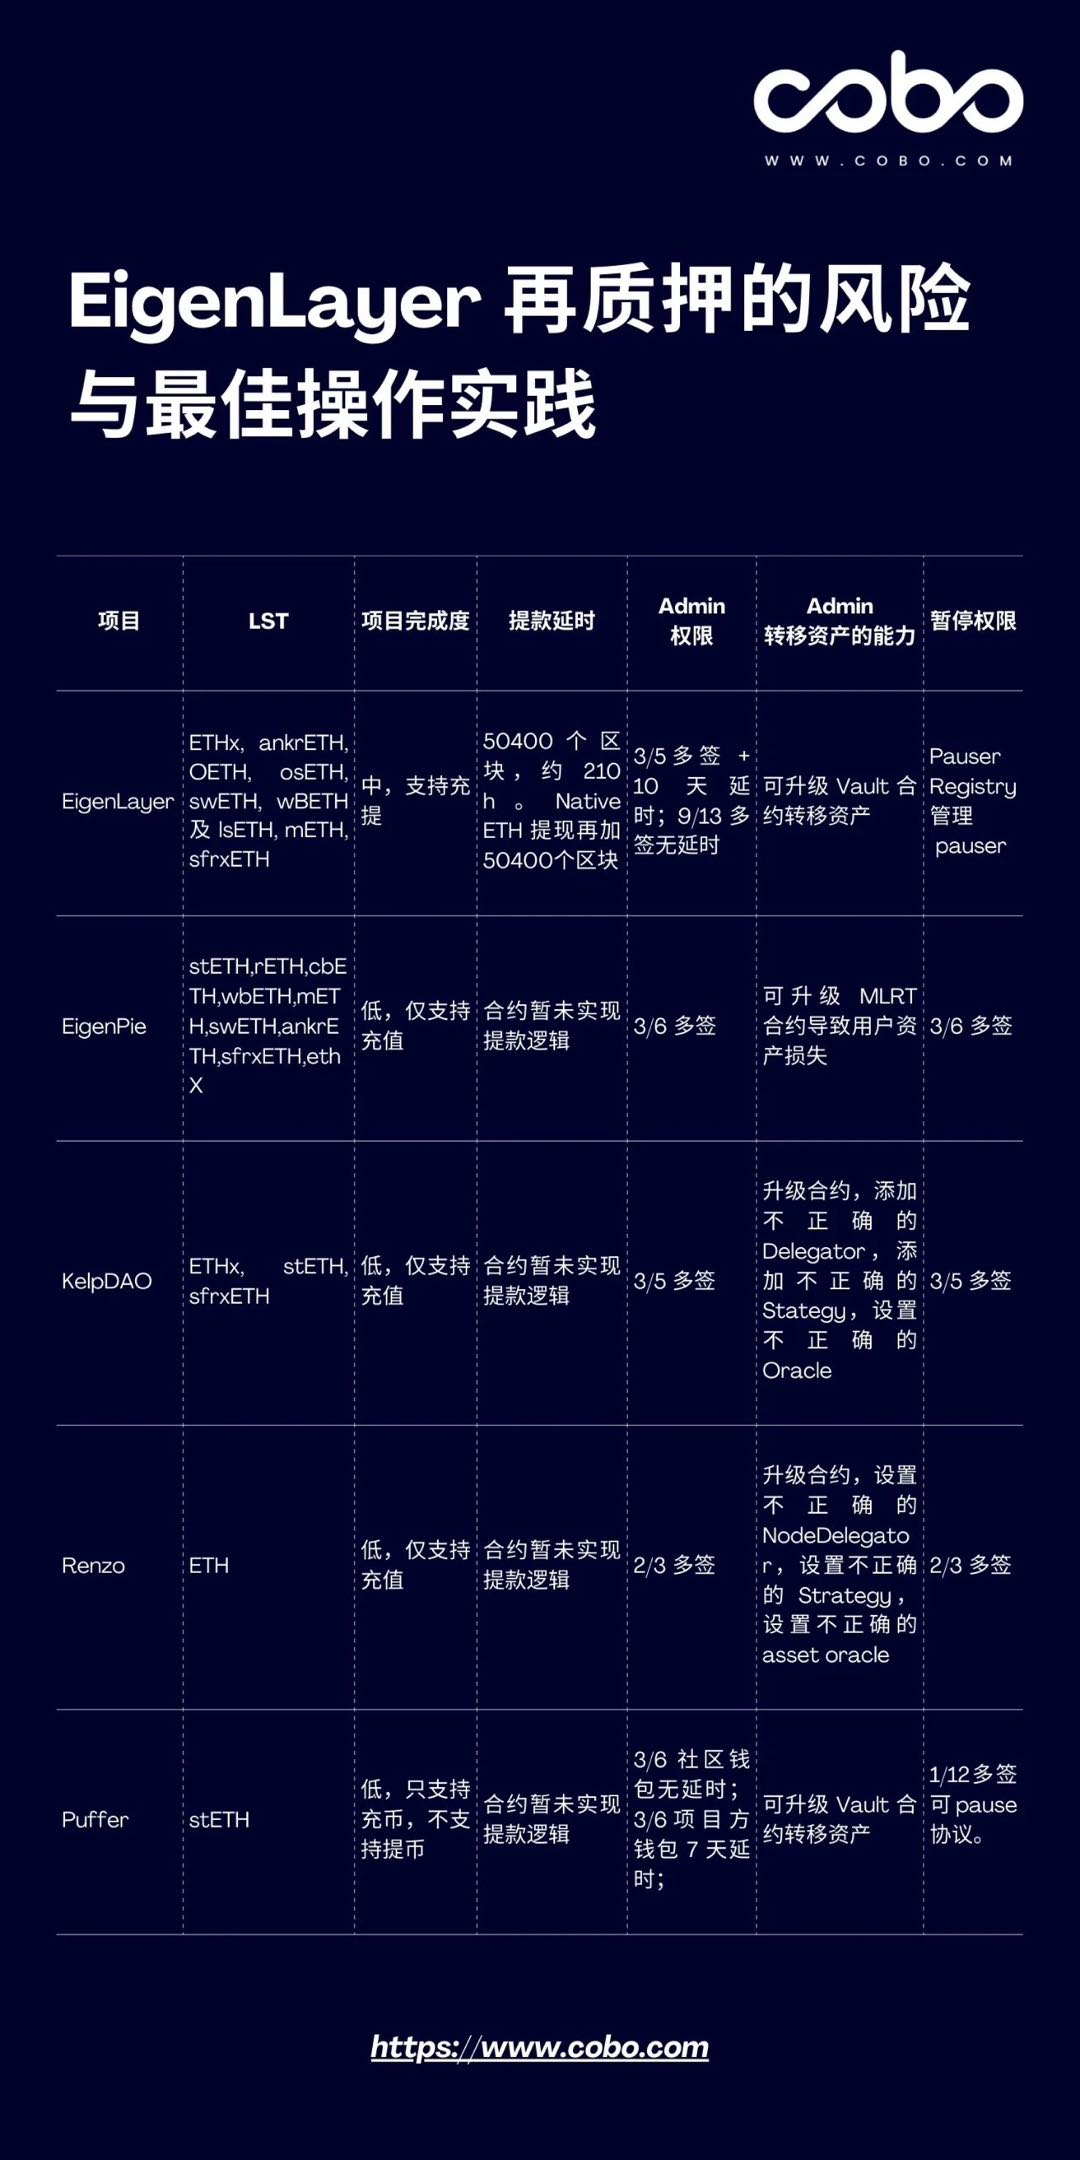 cobo
WWW.COBO.COM
EigenLayer 再质押的风险
与最佳操作实践
项目
LST
项目完成度
提款延时
Admin
权限
Admin
转移资产的能力
暂停权限
EigenLayer
ETHx, ankrETH,
OETH, osETH,
swETH, wBETH
及 lsETH, mETH,
sfrxETH
中，支持充
提
50400 个 区
块，约 210
h 。 Native
ETH 提现再加
50400个区块
3/5多签 +
10 天 延
时；9/13 多
签无延时
可升级 Vault 合
约转移资产
Pauser
Registry
管理
pauser
EigenPie
stETH,rETH,cbE
TH,wbETH,mET
H,swETH,ankrE
TH,sfrxETH,eth
X
低，仅支持
充值
合约暂未实现
提款逻辑
3/6 多签
可升级 MLRT
合约导致用户资
产损失
3/6 多签
KelpDAO
ETHx, stETH,
sfrxETH
低，仅支持
充值
合约暂未实现
提款逻辑
3/5 多签
升级合约，添加
不 正 确 的
Delegator，添
加不正确的
Stategy，设置
不 正 确 的
Oracle
3/5 多签
Renzo
ETH
低，仅支持
充值
合约暂未实现
提款逻辑
2/3 多签
升级合约，设置
不 正 确 的
NodeDelegato
r，设置不正确
的 Strategy，
设置不正确的
asset oracle
2/3 多签
Puffer
stETH
低，只支持
充币，不支
持提币
合约暂未实现
提款逻辑
3/6 社区钱
包无延时；
3/6 项目方
钱包 7 天延
时；
可升级 Vault 合
约转移资产
1/12多签
可 pause
协议。
https://www.cobo.com